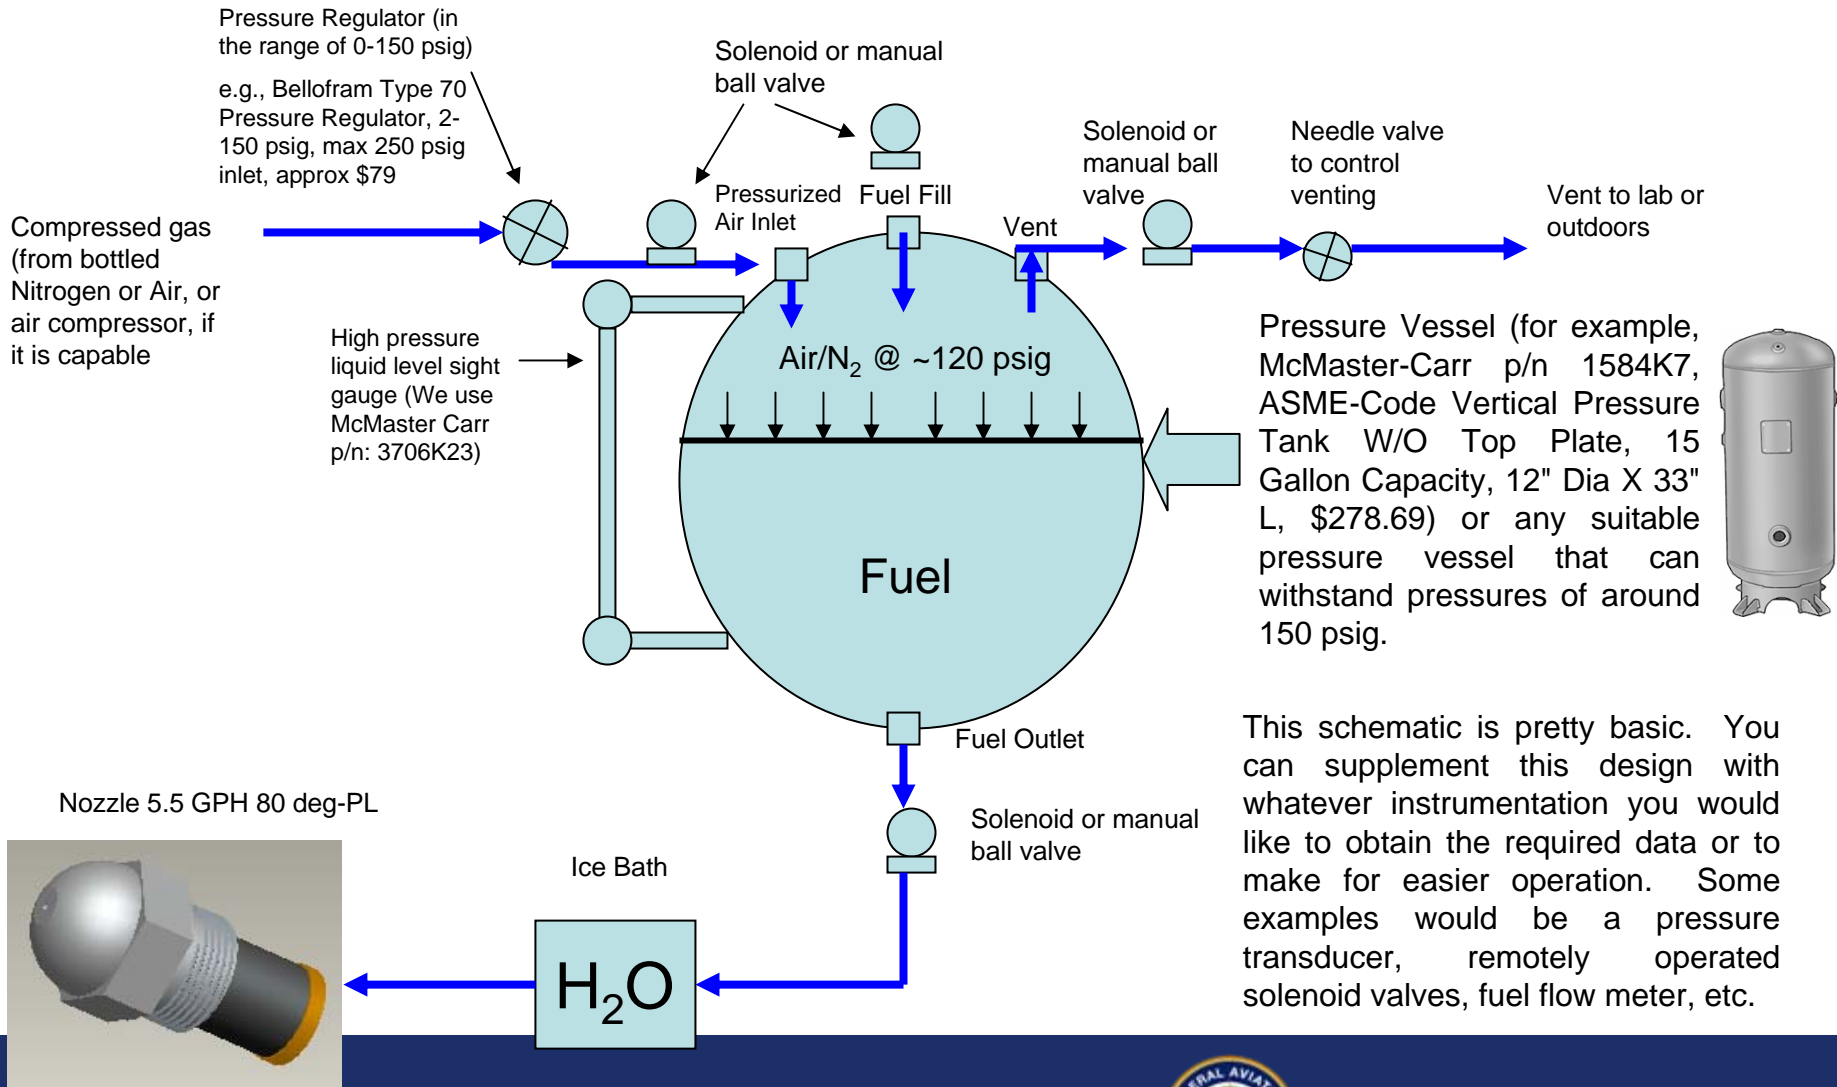 Pressure Regulator (in
the range of 0-150 psig)
e.g., Bellofram Type 70
Pressure Regulator, 2-
150 psig, max 250 psig
inlet, approx $79
Solenoid or manual
ball valve
Solenoid or
manual ball
valve
Needle valve
to control
venting
Vent to lab or
outdoors
Compressed gas
(from bottled
Nitrogen or Air, or
air compressor, if
it is capable
Pressurized
Air Inlet
Fuel Fill
Vent
High pressure
liquid level sight
gauge (We use
McMaster Carr
p/n: 3706K23)
Air/N₂ @ ~120 psig
Fuel
Pressure Vessel (for example,
McMaster-Carr p/n 1584K7,
ASME-Code Vertical Pressure
Tank W/O Top Plate, 15
Gallon Capacity, 12" Dia X 33"
L, $278.69) or any suitable
pressure vessel that can
withstand pressures of around
150 psig.
Fuel Outlet
Solenoid or manual
ball valve
This schematic is pretty basic. You
can supplement this design with
whatever instrumentation you would
like to obtain the required data or to
make for easier operation. Some
examples would be a pressure
transducer, remotely operated
solenoid valves, fuel flow meter, etc.
Nozzle 5.5 GPH 80 deg-PL
Ice Bath
H₂O